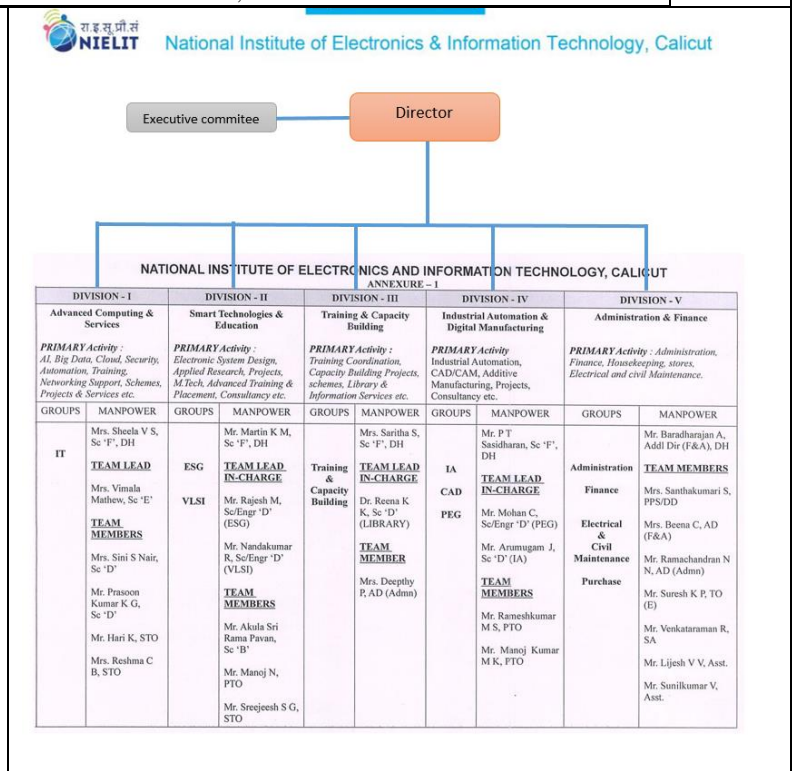 रा.इ.सू.प्रौ.सं
NIELIT
National Institute of Electronics & Information Technology, Calicut
Executive commitee
Director
NATIONAL INSTITUTE OF ELECTRONICS AND INFORMATION TECHNOLOGY, CALICUT
ANNEXURE – 1
DIVISION - I
Advanced Computing &
Services
PRIMARY Activity :
AI, Big Data, Cloud, Security,
Automation, Training,
Networking Support, Schemes,
Projects & Services etc.
GROUPS
MANPOWER
IT
Mrs. Sheela V S,
Sc ‘F’, DH
TEAM LEAD
Mrs. Vimala
Mathew, Sc ‘E’
TEAM
MEMBERS
Mrs. Sini S Nair,
Sc ‘D’
Mr. Prasoon
Kumar K G,
Sc ‘D’
Mr. Hari K, STO
Mrs. Reshma C
B, STO
DIVISION - II
Smart Technologies &
Education
PRIMARY Activity :
Electronic System Design,
Applied Research, Projects,
M.Tech, Advanced Training &
Placement, Consultancy etc.
GROUPS
MANPOWER
ESG
VLSI
Mr. Martin K M,
Sc ‘F’, DH
TEAM LEAD
IN-CHARGE
Mr. Rajesh M,
Sc/Engr ‘D’
(ESG)
Mr. Nandakumar
R, Sc/Engr ‘D’
(VLSI)
TEAM
MEMBERS
Mr. Akula Sri
Rama Pavan,
Sc ‘B’
Mr. Manoj N,
PTO
Mr. Sreejeesh S G,
STO
DIVISION - III
Training & Capacity
Building
PRIMARY Activity :
Training Coordination,
Capacity Building Projects,
schemes, Library &
Information Services etc.
GROUPS
MANPOWER
Training
&
Capacity
Building
Mrs. Saritha S,
Sc ‘F’, DH
TEAM LEAD
IN-CHARGE
Dr. Reena K
K, Sc ‘D’
(LIBRARY)
TEAM
MEMBER
Mrs. Deepthy
P, AD (Admn)
DIVISION - IV
Industrial Automation &
Digital Manufacturing
PRIMARY Activity
Industrial Automation,
CAD/CAM, Additive
Manufacturing, Projects,
Consultancy etc.
GROUPS
MANPOWER
IA
CAD
PEG
Mr. P T
Sasidharan, Sc ‘F’,
DH
TEAM LEAD
IN-CHARGE
Mr. Mohan C,
Sc/Engr ‘D’ (PEG)
Mr. Arumugam J,
Sc ‘D’ (IA)
TEAM
MEMBERS
Mr. Rameshkumar
M S, PTO
Mr. Manoj Kumar
M K, PTO
DIVISION - V
Administration & Finance
PRIMARY Activity : Administration,
Finance, Housekeeping, stores,
Electrical and civil Maintenance.
GROUPS
MANPOWER
Administration
Finance
Electrical
&
Civil
Maintenance
Purchase
Mr. Baradharajan A,
Addl Dir (F&A), DH
TEAM MEMBERS
Mrs. Santhakumari S,
PPS/DD
Mrs. Beena C, AD
(F&A)
Mr. Ramachandran N
N, AD (Admn)
Mr. Suresh K P, TO
(E)
Mr. Venkataraman R,
SA
Mr. Lijesh V V, Asst.
Mr. Sunilkumar V,
Asst.